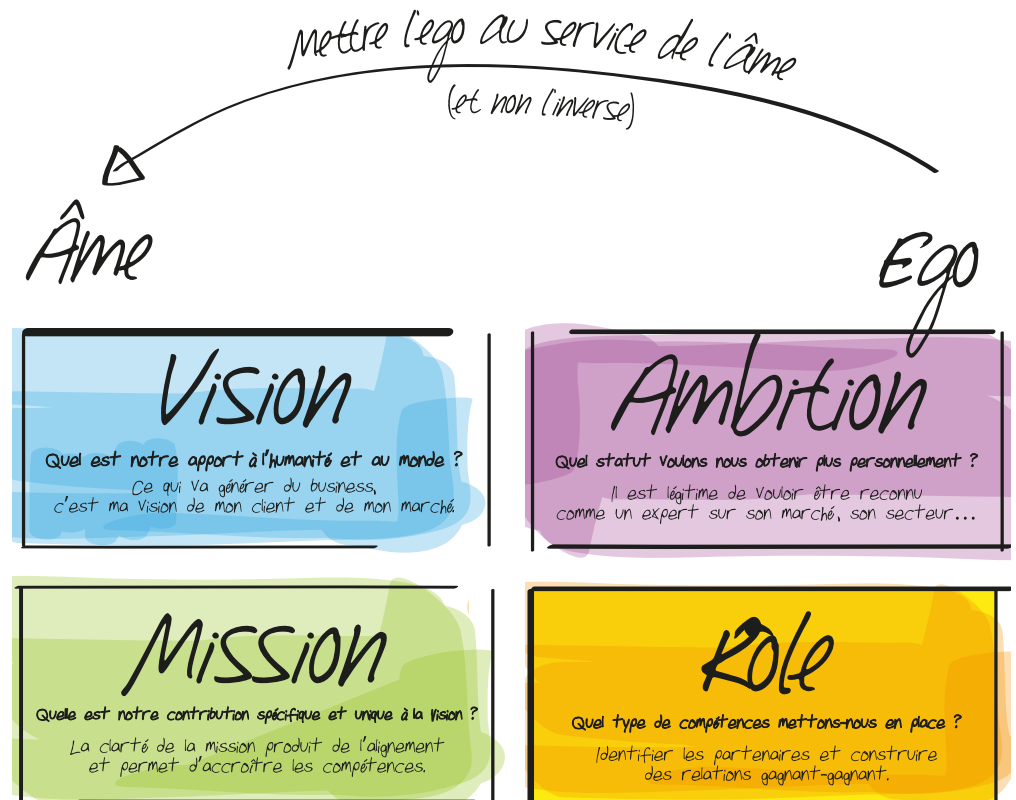 Mettre l'ego au service de l'âme
(et non l'inverse)
Âme
Ego
Vision
Quel est notre apport à l'humanité et au monde ?
Ce qui va générer du business,
c'est ma vision de mon client et de mon marché.
Ambition
Quel statut voulons nous obtenir plus personnellement ?
Il est légitime de vouloir être reconnu
comme un expert sur son marché, son secteur...
Mission
Quelle est notre contribution spécifique et unique à la Vision ?
La clarté de la mission produit de l'alignement
et permet d'accroître les compétences.
Rôle
Quel type de compétences mettons-nous en place ?
Identifier les partenaires et construire
des relations gagnant-gagnant.